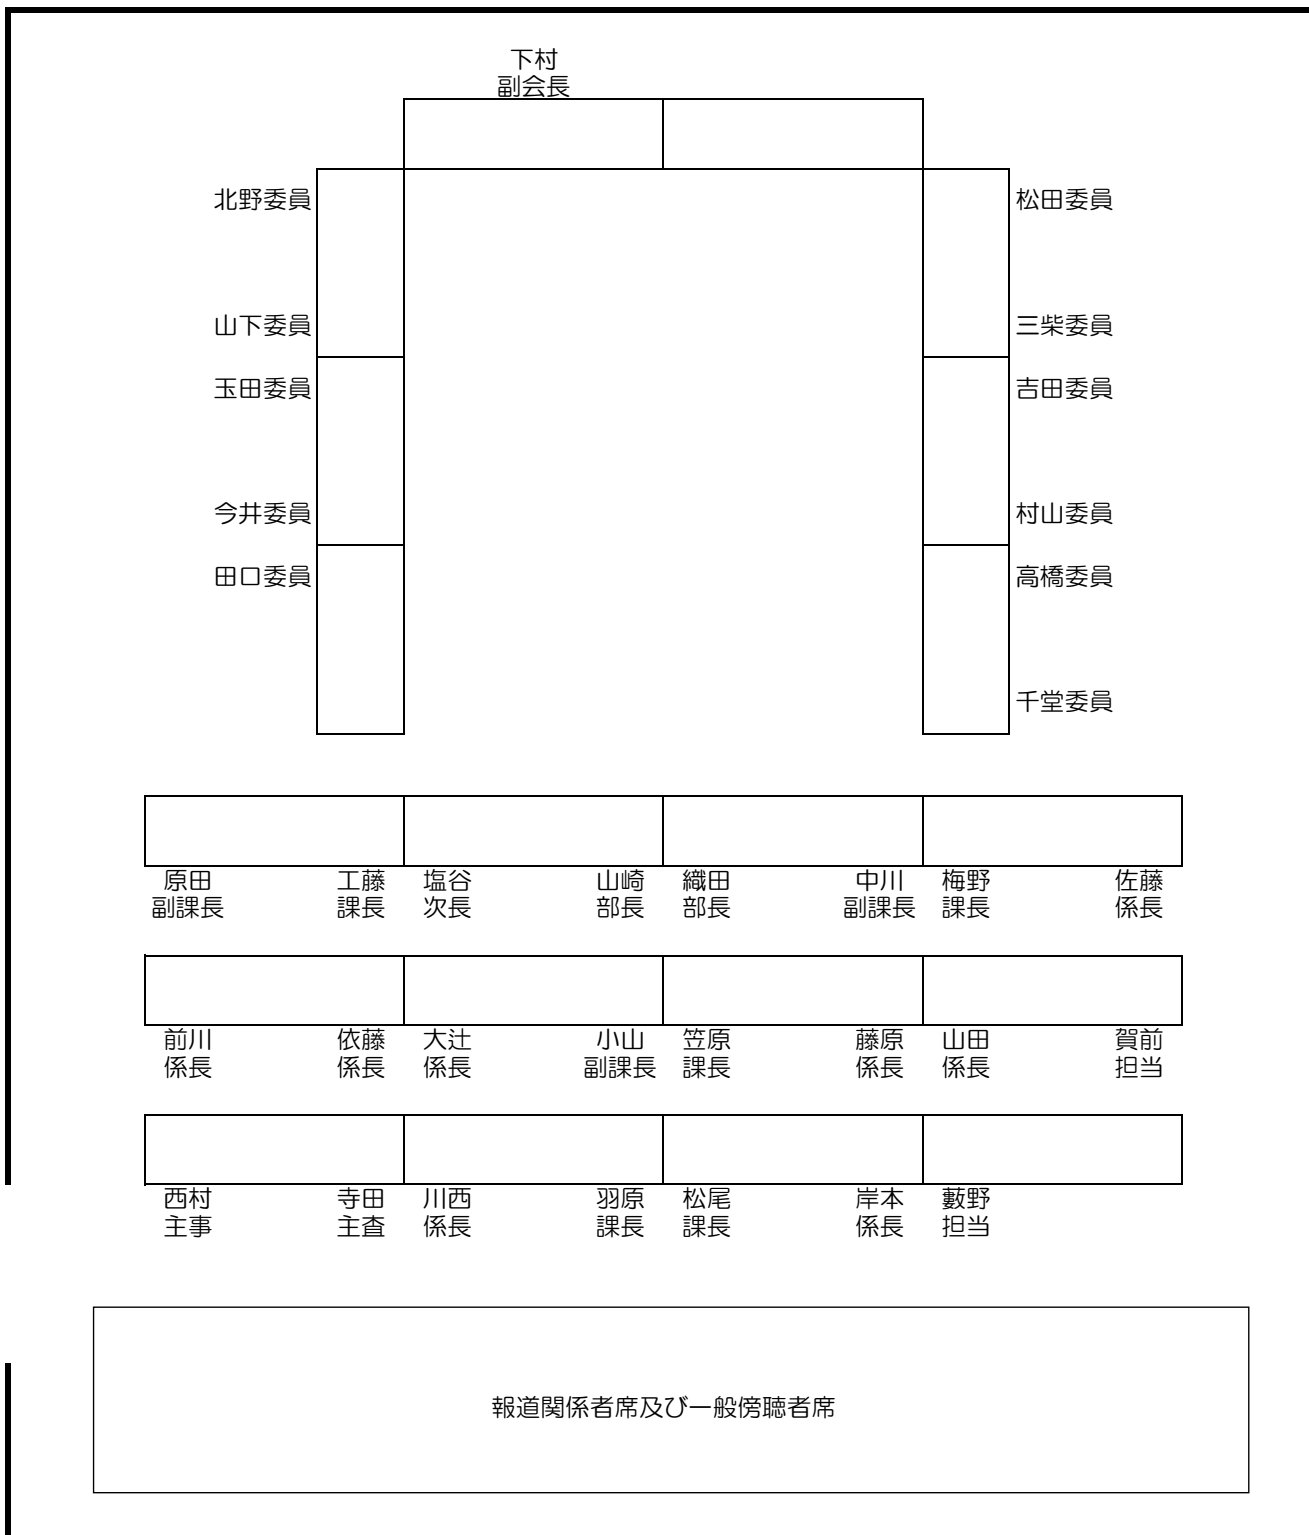 下村
副会長
北野委員
松田委員
山下委員
三柴委員
玉田委員
吉田委員
今井委員
村山委員
田口委員
高橋委員
千堂委員
原田 工藤 塩谷 山崎 織田 中川 梅野 佐藤
副課長 課長 次長 部長 部長 副課長 課長 係長
前川 依藤 大辻 小山 笠原 藤原 山田 賀前
係長 係長 係長 副課長 課長 係長 係長 担当
西村 寺田 川西 羽原 松尾 岸本 藪野
主事 主査 係長 課長 課長 係長 担当
報道関係者席及び一般傍聴者席